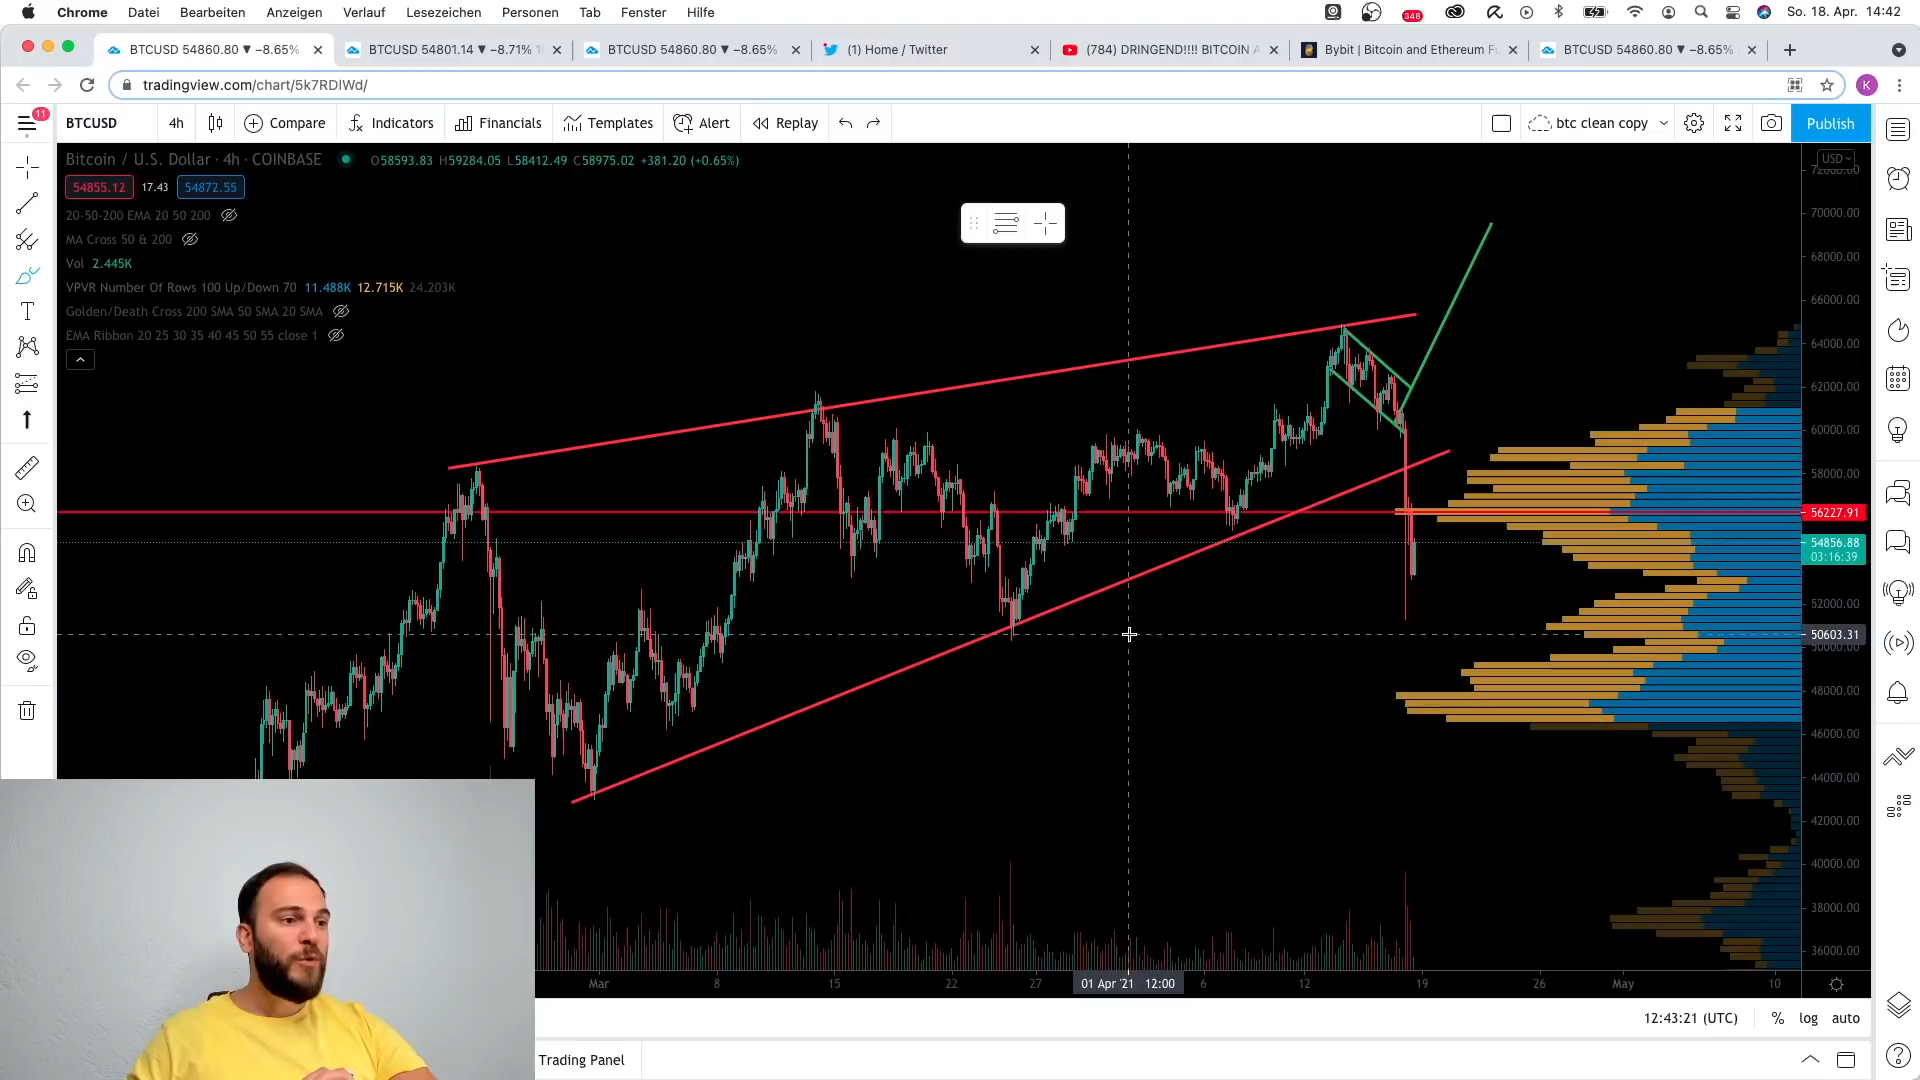 Chrome Datei Bearbeiten Anzeigen Verlauf Lesezeichen Personen Tab Fenster Hilfe 348 So. 18. Apr. 14:42
BTCUSD 54860.80 ▼ −8.65% BTCUSD 54801.14 ▼ −8.71% BTCUSD 54860.80 ▼ −8.65% (1) Home / Twitter (784) DRINGEND!!!! BITCOIN Bybit | Bitcoin and Ethereum BTCUSD 54860.80 ▼ −8.65%
tradingview.com/chart/5k7RDlWd/ K
11 BTCUSD 4h Compare Indicators Financials Templates Alert Replay btc clean copy Publish
Bitcoin / U.S. Dollar · 4h · COINBASE O58593.83 H59284.05 L58412.49 C58975.02 +381.20 (+0.65%) USD
72000.00
54855.12 17.43 54872.55
20-50-200 EMA 20 50 200
70000.00
MA Cross 50 & 200
Vol 2.445K
68000.00
VPVR Number Of Rows 100 Up/Down 70 11.488K 12.715K 24.203K
66000.00
Golden/Death Cross 200 SMA 50 SMA 20 SMA
EMA Ribbon 20 25 30 35 40 45 50 55 close 1
64000.00
62000.00
60000.00
58000.00
56227.91
54856.88
03:16:39
52000.00
50603.31
50000.00
48000.00
46000.00
44000.00
42000.00
40000.00
38000.00
36000.00
Mar 8 15 22 27 01 Apr '21 12:00 6 12 19 26 May 10
12:43:21 (UTC) % log auto
Trading Panel